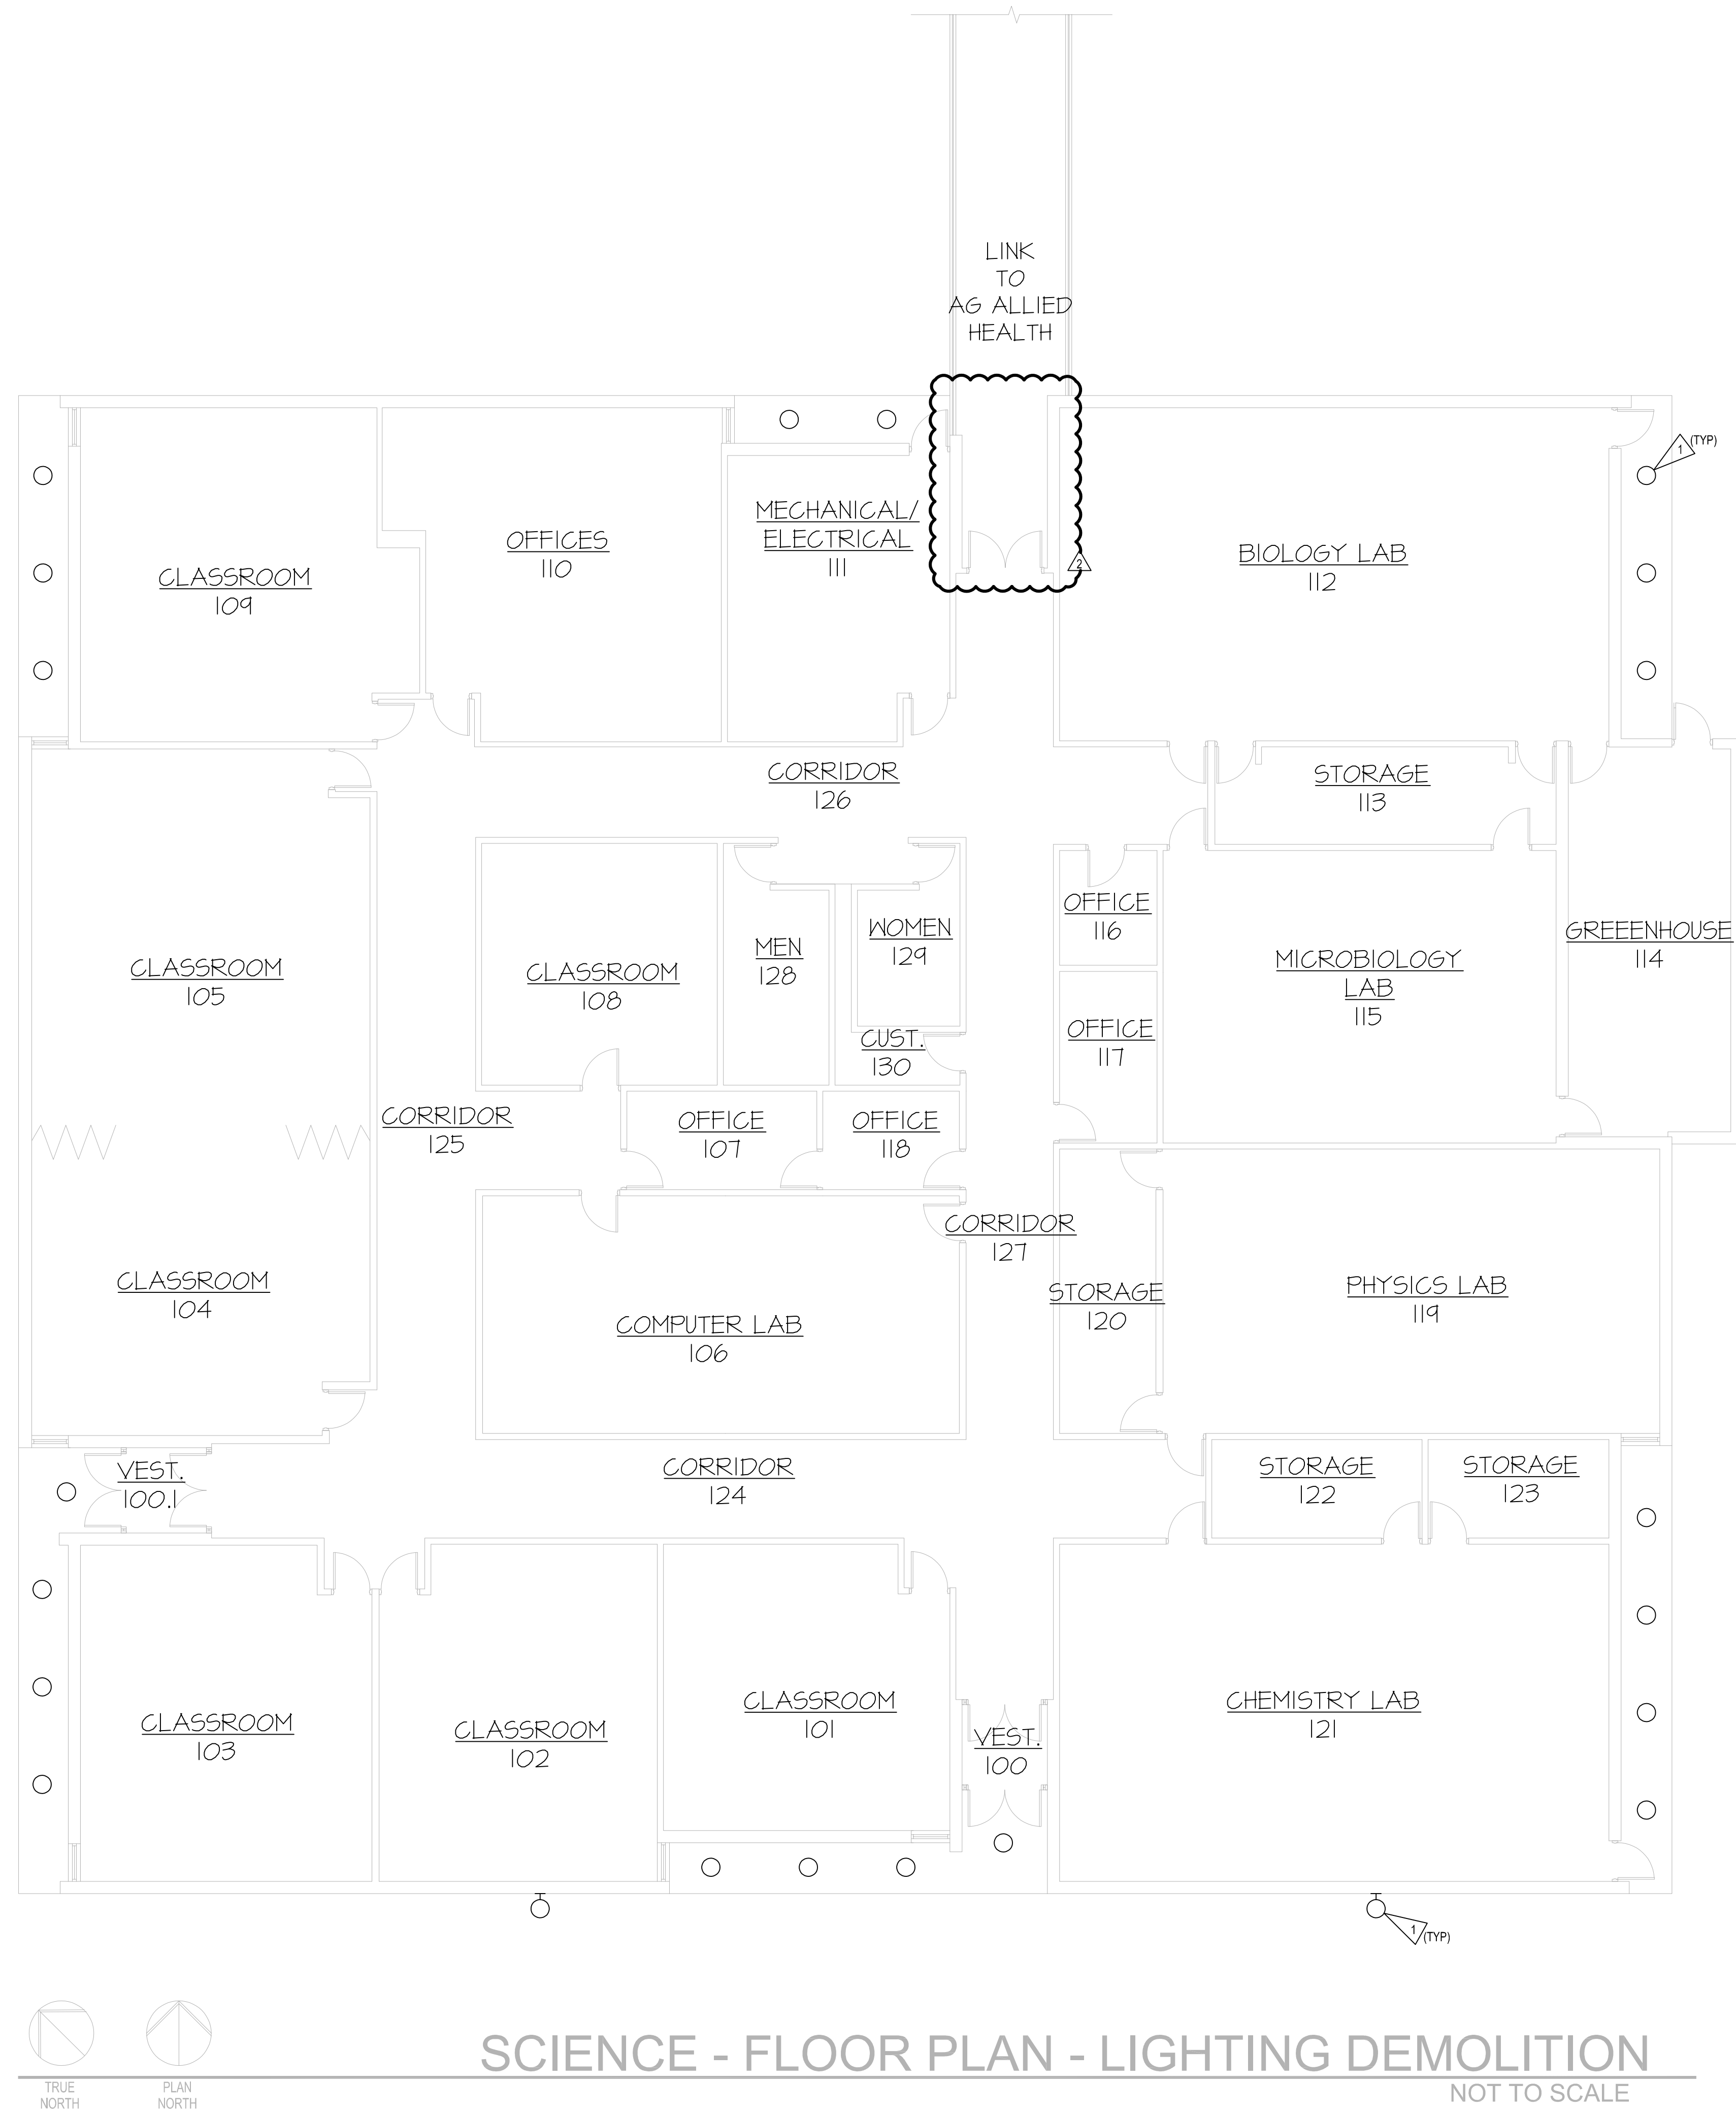 LINK
TO
AG ALLIED
HEALTH
1
(TYP)
MECHANICAL/
ELECTRICAL
111
OFFICES
110
BIOLOGY LAB
112
2
CLASSROOM
109
CORRIDOR
126
STORAGE
113
OFFICE
116
WOMEN
129
GREEENHOUSE
114
MEN
128
MICROBIOLOGY
LAB
115
CLASSROOM
105
CLASSROOM
108
OFFICE
117
CUST.
130
CORRIDOR
125
OFFICE
107
OFFICE
118
CORRIDOR
127
CLASSROOM
104
STORAGE
120
PHYSICS LAB
119
COMPUTER LAB
106
VEST.
100.1
CORRIDOR
124
STORAGE
122
STORAGE
123
CLASSROOM
103
CLASSROOM
102
CLASSROOM
101
VEST.
100
CHEMISTRY LAB
121
1
(TYP)
TRUE
NORTH
PLAN
NORTH
SCIENCE - FLOOR PLAN - LIGHTING DEMOLITION
NOT TO SCALE